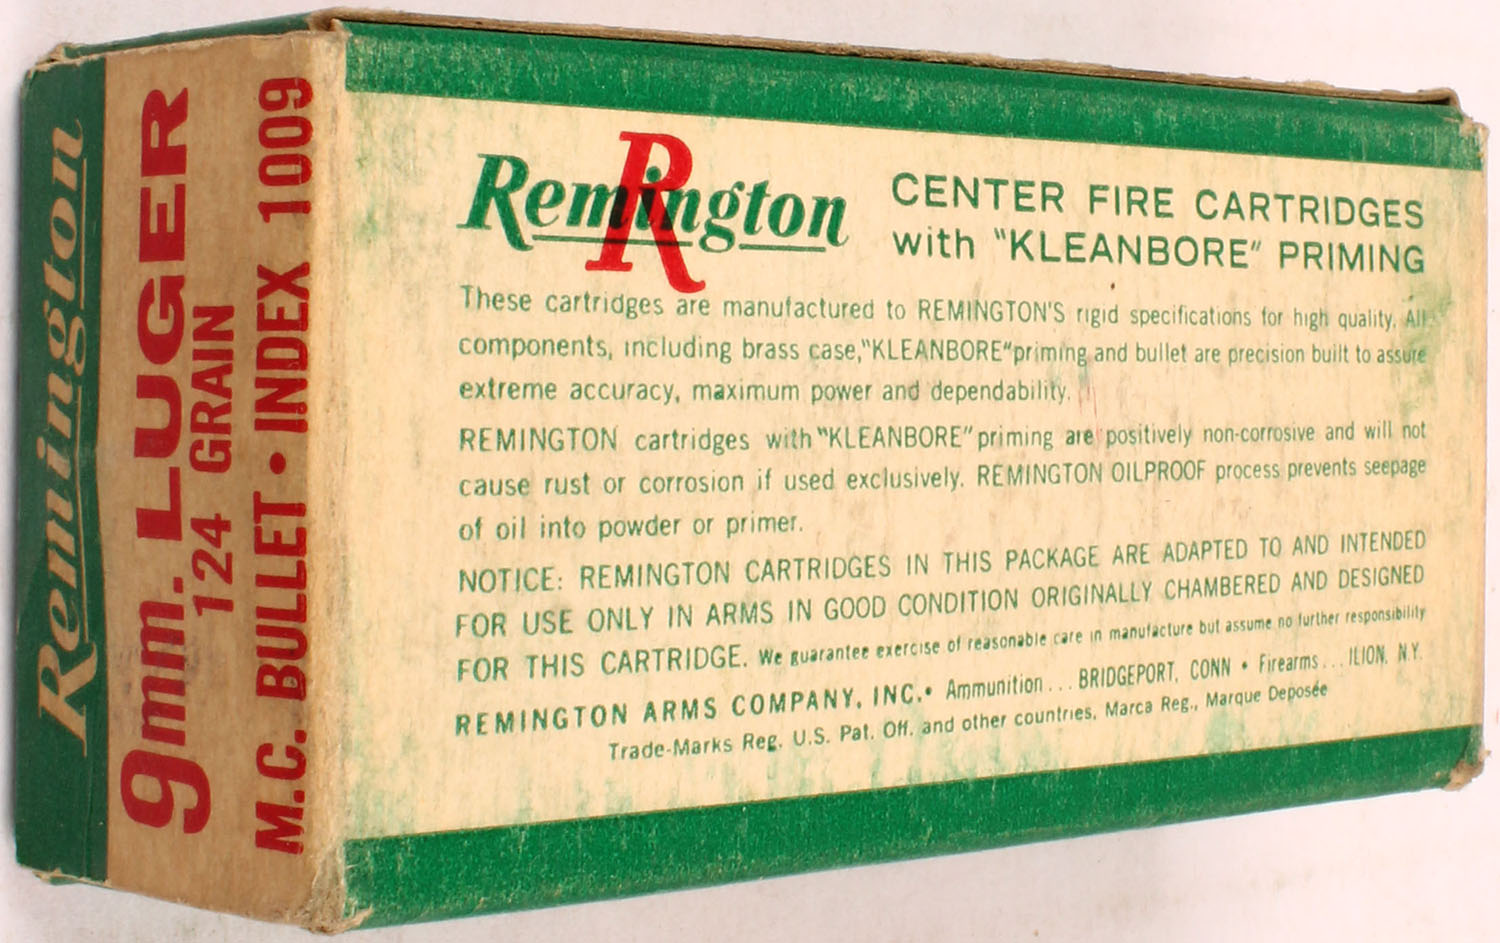 Remington
9mm. LUGER
124 GRAIN
M.C. BULLET • INDEX 1009
Remington
R
CENTER FIRE CARTRIDGES
with "KLEANBORE" PRIMING
These cartridges are manufactured to REMINGTON'S rigid specifications for high quality. All
components, including brass case, "KLEANBORE" priming and bullet are precision built to assure
extreme accuracy, maximum power and dependability.
REMINGTON cartridges with "KLEANBORE" priming are positively non-corrosive and will not
cause rust or corrosion if used exclusively. REMINGTON OILPROOF process prevents seepage
of oil into powder or primer.
NOTICE: REMINGTON CARTRIDGES IN THIS PACKAGE ARE ADAPTED TO AND INTENDED
FOR USE ONLY IN ARMS IN GOOD CONDITION ORIGINALLY CHAMBERED AND DESIGNED
FOR THIS CARTRIDGE. We guarantee exercise of reasonable care in manufacture but assume no further responsibility
REMINGTON ARMS COMPANY, INC. • Ammunition . . . BRIDGEPORT, CONN • Firearms . . . ILION, N.Y.
Trade-Marks Reg. U.S. Pat. Off. and other countries, Marca Reg., Marque Deposée